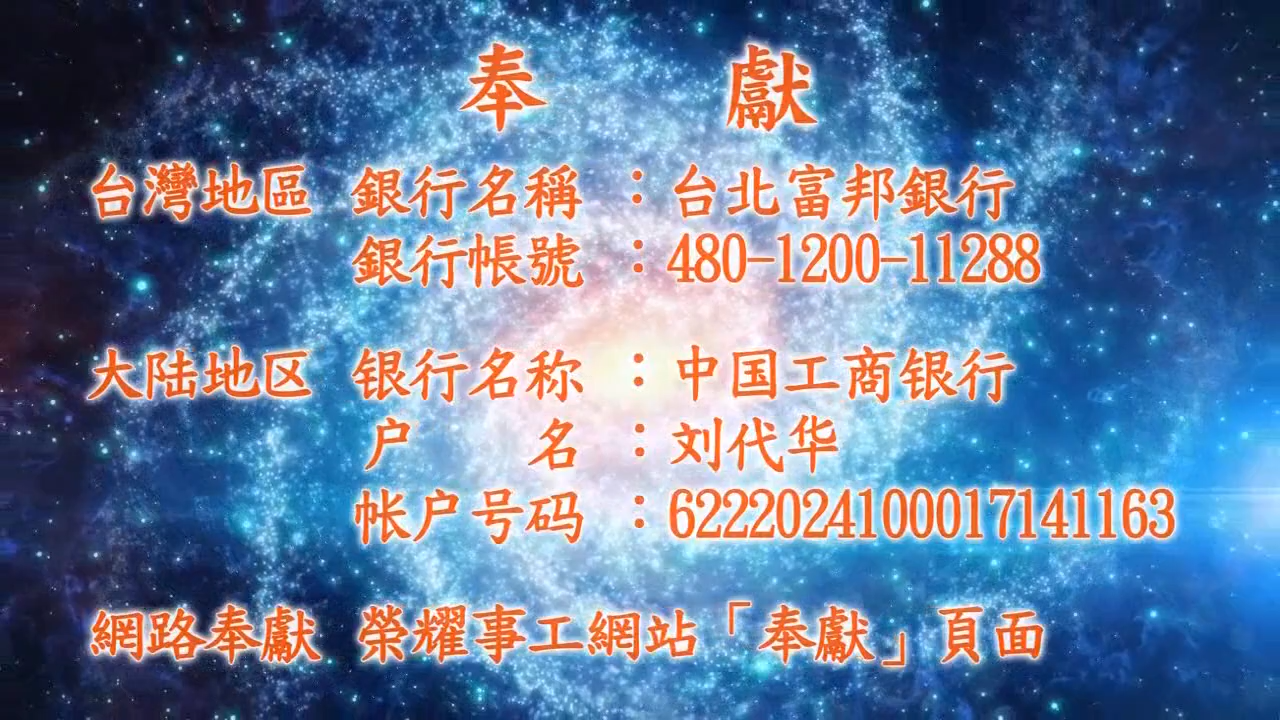 奉 獻
台灣地區 銀行名稱 ：台北富邦銀行
銀行帳號 ：480-1200-11288
大陆地区 银行名称 ：中国工商银行
户 名 ：刘代华
帐户号码 ：6222024100017141163
網路奉獻 榮耀事工網站「奉獻」頁面